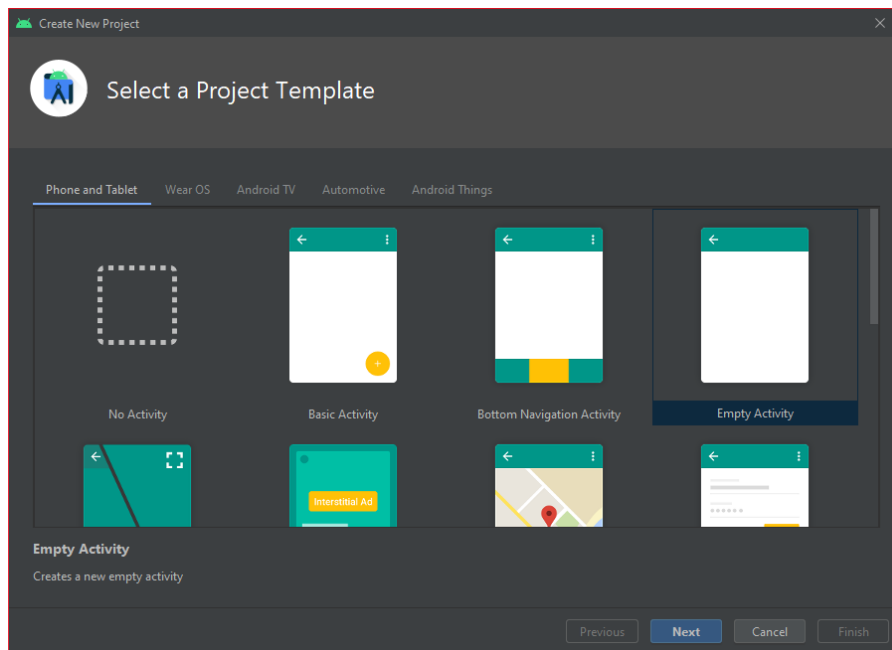 Create New Project
Select a Project Template
Phone and Tablet Wear OS Android TV Automotive Android Things
No Activity Basic Activity Bottom Navigation Activity Empty Activity
Interstitial Ad
Empty Activity
Creates a new empty activity
Previous Next Cancel Finish